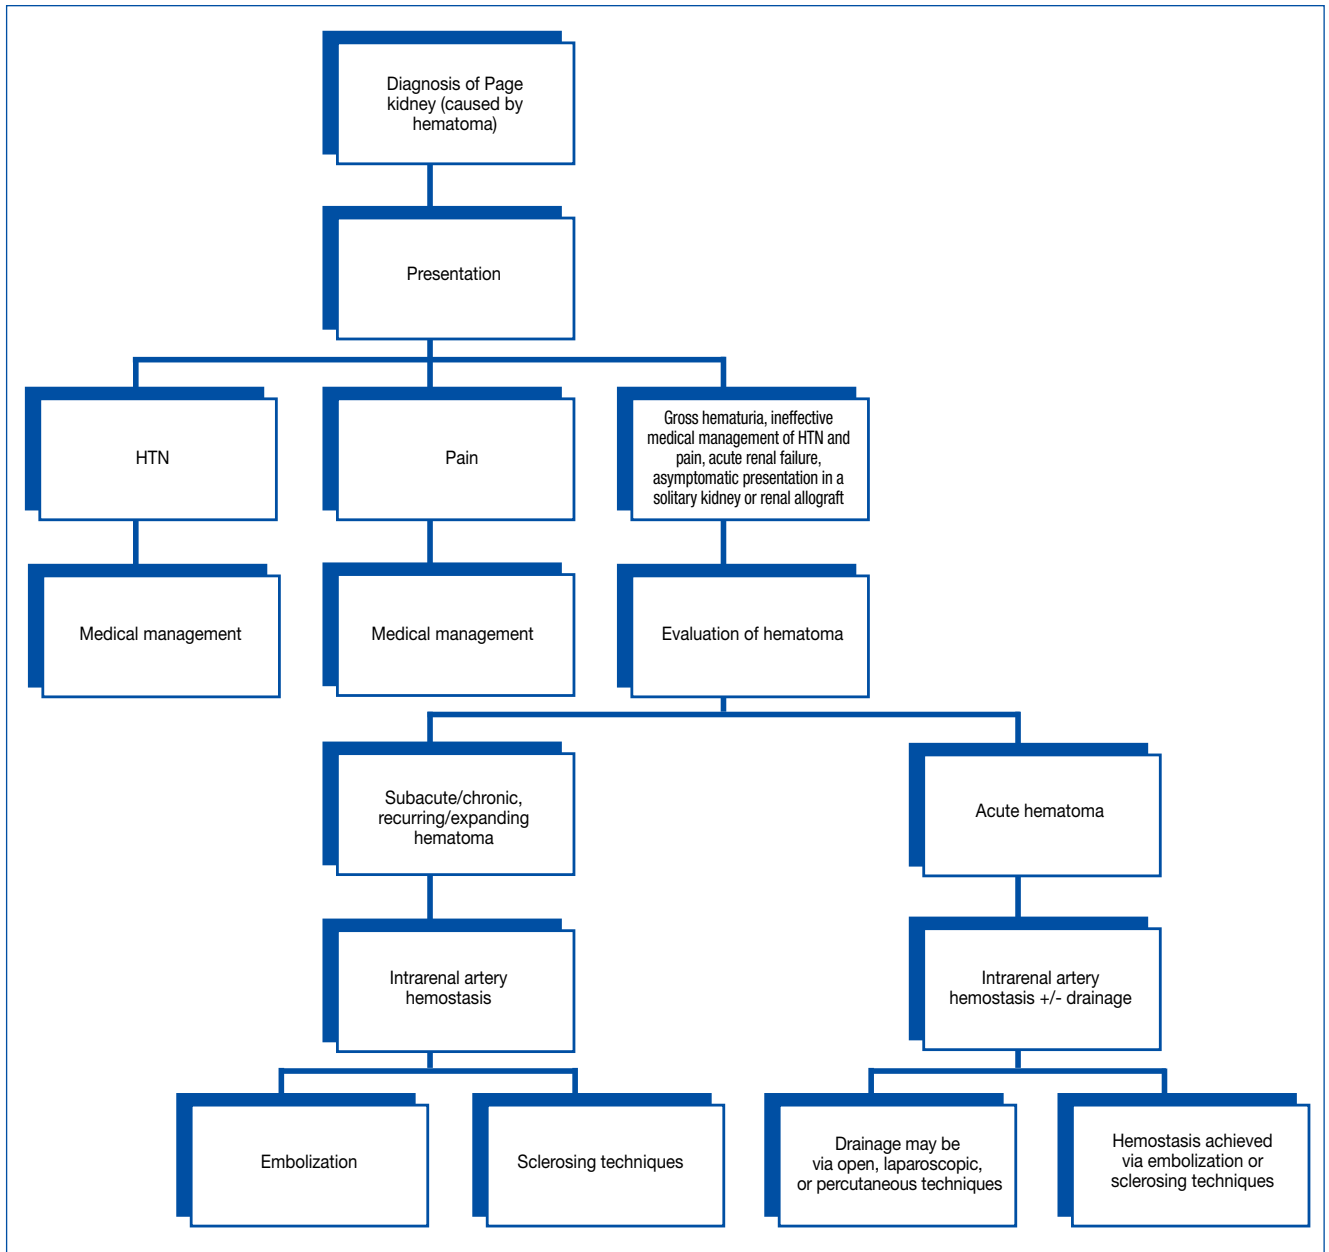 Diagnosis of Page
kidney (caused by
hematoma)
Presentation
HTN
Pain
Gross hematuria, ineffective
medical management of HTN and
pain, acute renal failure,
asymptomatic presentation in a
solitary kidney or renal allograft
Medical management
Medical management
Evaluation of hematoma
Subacute/chronic,
recurring/expanding
hematoma
Acute hematoma
Intrarenal artery
hemostasis
Intrarenal artery
hemostasis +/- drainage
Embolization
Sclerosing techniques
Drainage may be
via open, laparoscopic,
or percutaneous techniques
Hemostasis achieved
via embolization or
sclerosing techniques